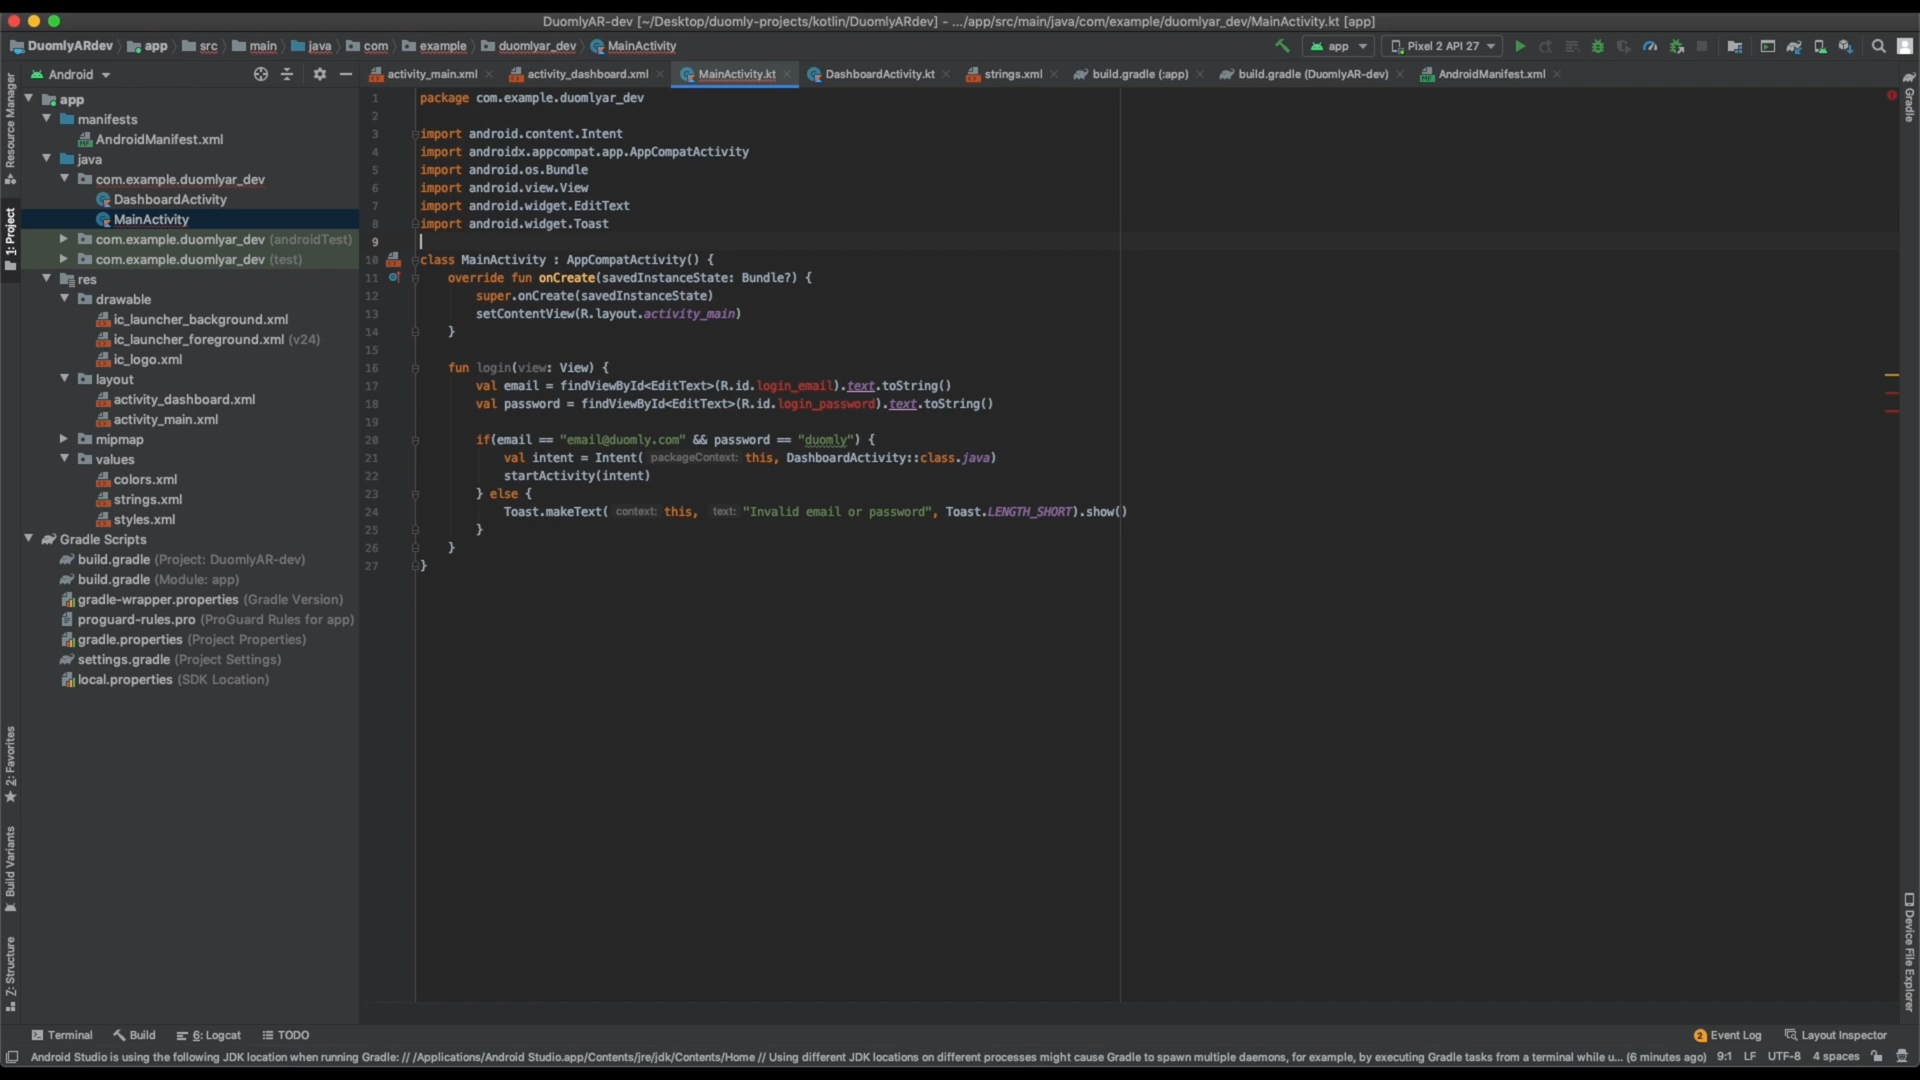 DuomlyAR-dev [~/Desktop/duomly-projects/kotlin/DuomlyARdev] - .../app/src/main/java/com/example/duomlyar_dev/MainActivity.kt [app]
DuomlyARdev app src main java com example duomlyar_dev MainActivity
app Pixel 2 API 27
Android
activity_main.xml activity_dashboard.xml MainActivity.kt DashboardActivity.kt strings.xml build.gradle (:app) build.gradle (DuomlyAR-dev) AndroidManifest.xml
Resource Manager
1: Project
2: Favorites
Build Variants
Z: Structure
app
manifests
AndroidManifest.xml
java
com.example.duomlyar_dev
DashboardActivity
MainActivity
com.example.duomlyar_dev (androidTest)
com.example.duomlyar_dev (test)
res
drawable
ic_launcher_background.xml
ic_launcher_foreground.xml (v24)
ic_logo.xml
layout
activity_dashboard.xml
activity_main.xml
mipmap
values
colors.xml
strings.xml
styles.xml
Gradle Scripts
build.gradle (Project: DuomlyAR-dev)
build.gradle (Module: app)
gradle-wrapper.properties (Gradle Version)
proguard-rules.pro (ProGuard Rules for app)
gradle.properties (Project Properties)
settings.gradle (Project Settings)
local.properties (SDK Location)
1 package com.example.duomlyar_dev
2
3 import android.content.Intent
4 import androidx.appcompat.app.AppCompatActivity
5 import android.os.Bundle
6 import android.view.View
7 import android.widget.EditText
8 import android.widget.Toast
9
10 class MainActivity : AppCompatActivity() {
11 override fun onCreate(savedInstanceState: Bundle?) {
12 super.onCreate(savedInstanceState)
13 setContentView(R.layout.activity_main)
14 }
15
16 fun login(view: View) {
17 val email = findViewById<EditText>(R.id.login_email).text.toString()
18 val password = findViewById<EditText>(R.id.login_password).text.toString()
19
20 if(email == "email@duomly.com" && password == "duomly") {
21 val intent = Intent( packageContext: this, DashboardActivity::class.java)
22 startActivity(intent)
23 } else {
24 Toast.makeText( context: this, text: "Invalid email or password", Toast.LENGTH_SHORT).show()
25 }
26 }
27 }
Gradle
Device File Explorer
Terminal Build 6: Logcat TODO Event Log Layout Inspector
Android Studio is using the following JDK location when running Gradle: // /Applications/Android Studio.app/Contents/jre/jdk/Contents/Home // Using different JDK locations on different processes might cause Gradle to spawn multiple daemons, for example, by executing Gradle tasks from a terminal while u... (6 minutes ago) 9:1 LF UTF-8 4 spaces